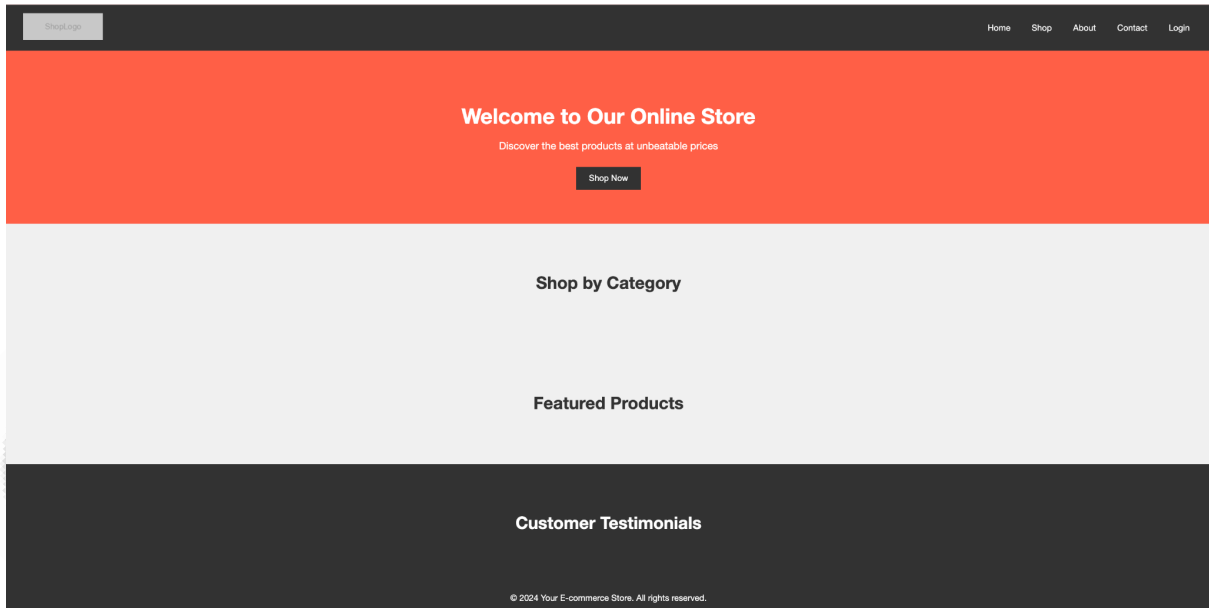 ShopLogo
Home Shop About Contact Login
Welcome to Our Online Store
Discover the best products at unbeatable prices
Shop Now
Shop by Category
Featured Products
Customer Testimonials
© 2024 Your E-commerce Store. All rights reserved.